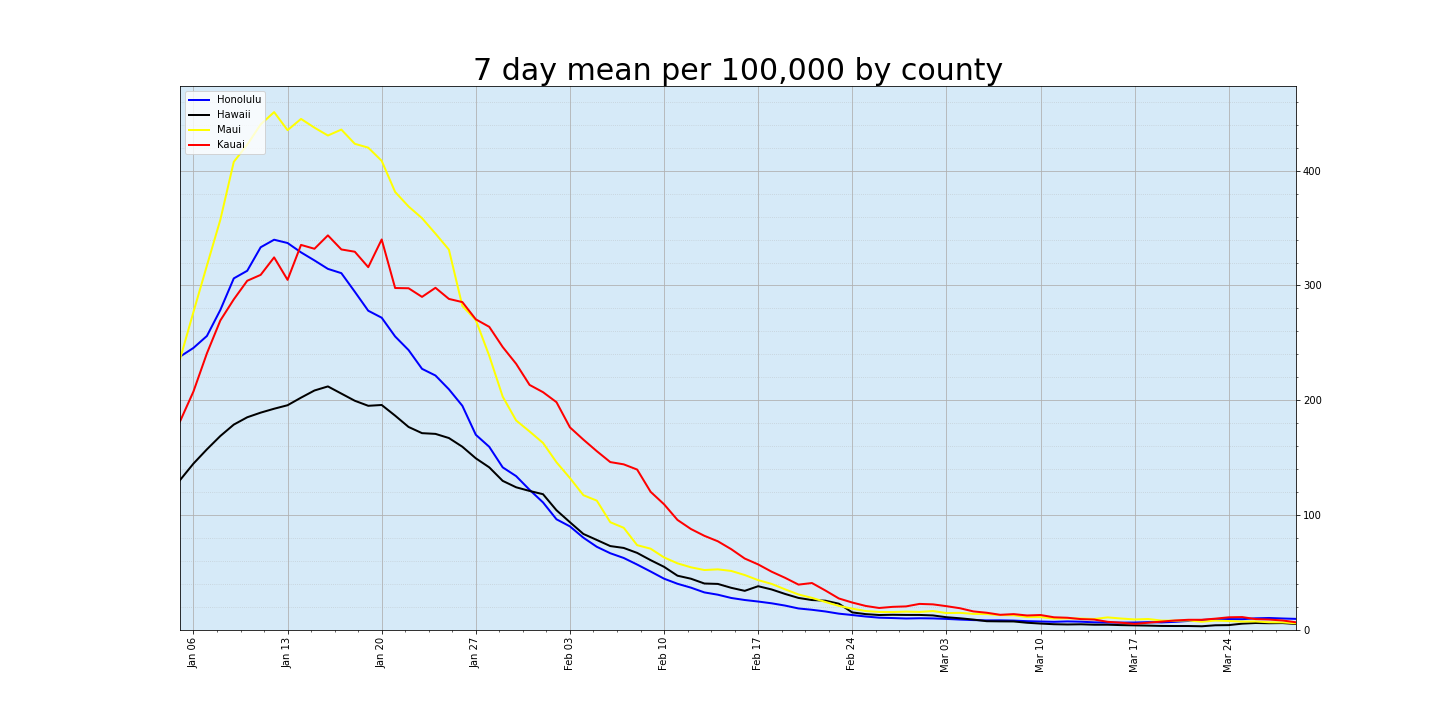 7 day mean per 100,000 by county
Honolulu
Hawaii
Maui
Kauai
400
300
200
100
0
Jan 06
Jan 13
Jan 20
Jan 27
Feb 03
Feb 10
Feb 17
Feb 24
Mar 03
Mar 10
Mar 17
Mar 24